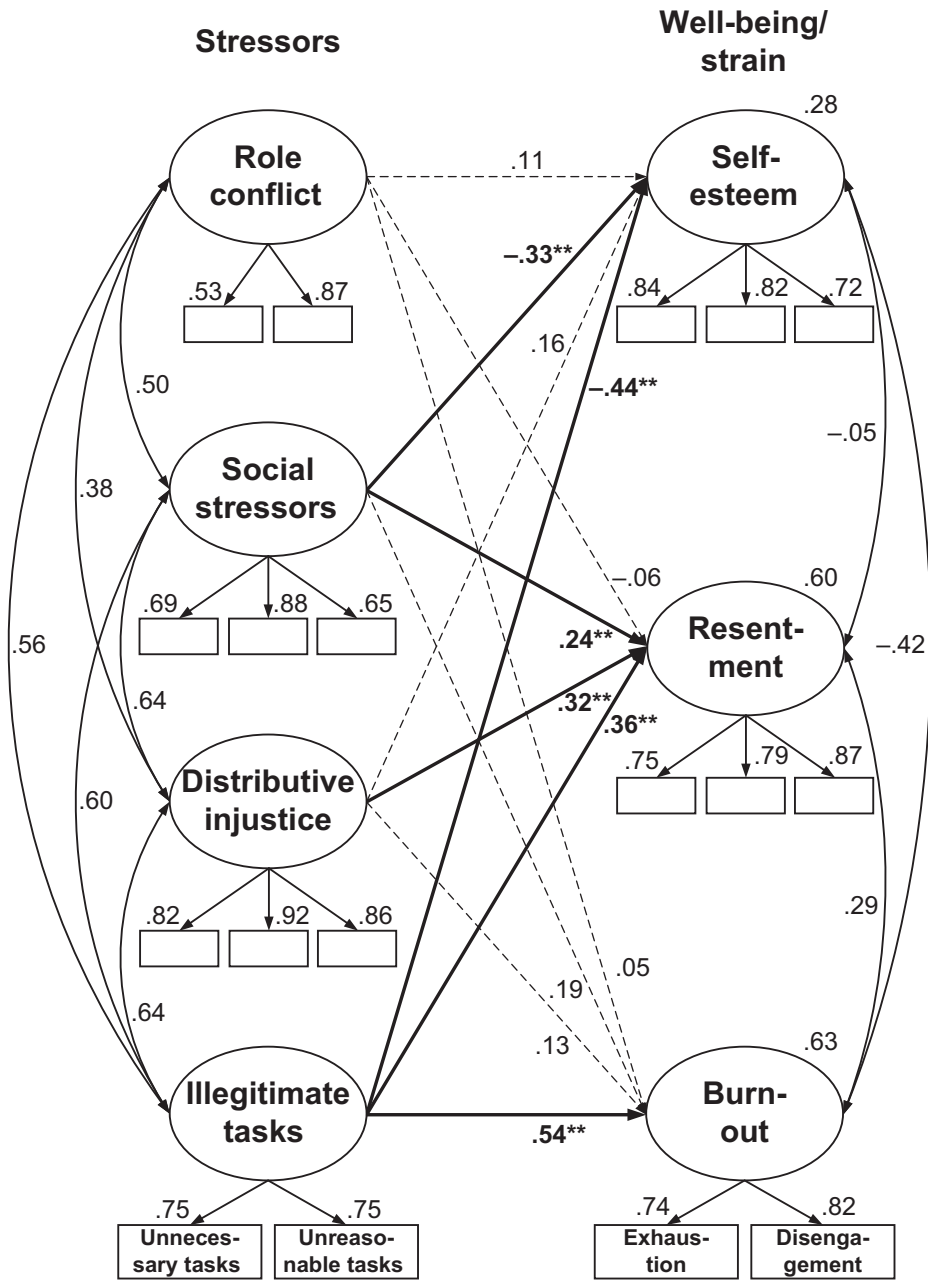 Stressors
Well-being/
strain
.28
Role
conflict
.11
Self-
esteem
–.33**
.53
.87
.84
.82
.72
.16
.50
–.44**
–.05
Social
stressors
.38
–.06
.60
.69
.88
.65
Resent-
ment
.56
.24**
–.42
.64
.32**
.36**
.75
.79
.87
Distributive
injustice
.60
.82
.92
.86
.29
.05
.19
.64
.13
.63
Illegitimate
tasks
Burn-
out
.54**
.75
.75
.74
.82
Unneces-
sary tasks
Unreaso-
nable tasks
Exhaus-
tion
Disenga-
gement